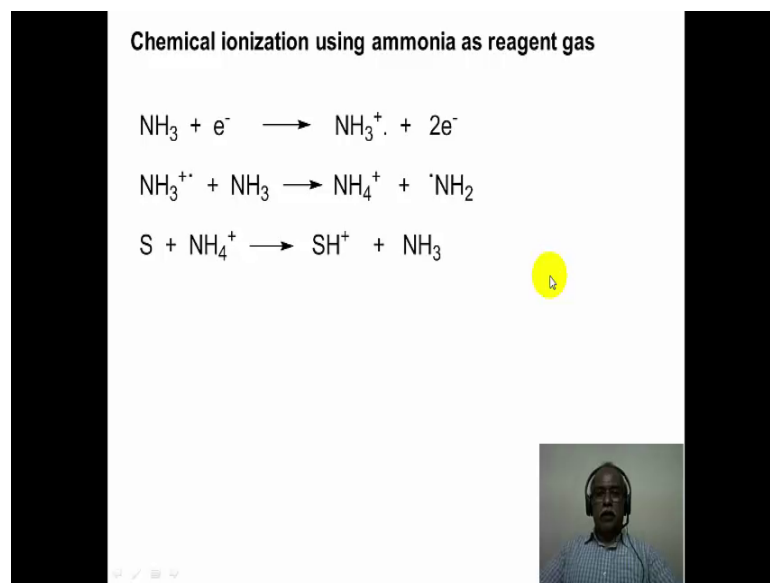 Chemical ionization using ammonia as reagent gas
NH₃ + e⁻ ⟶ NH₃⁺. + 2e⁻
NH₃⁺˙ + NH₃ ⟶ NH₄⁺ + ˙NH₂
S + NH₄⁺ ⟶ SH⁺ + NH₃